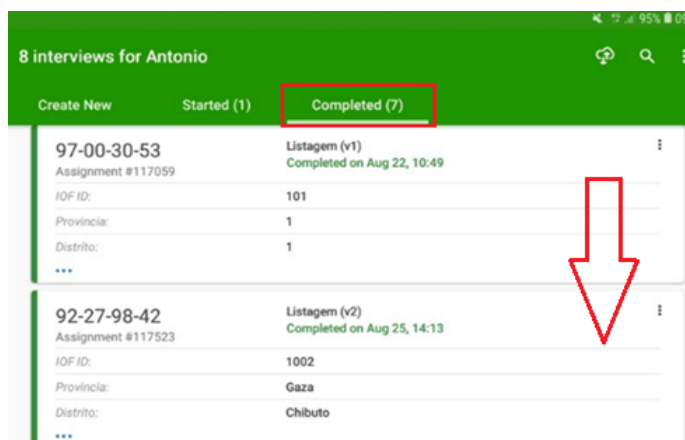 95% 09
8 interviews for Antonio
Create New Started (1) Completed (7)
97-00-30-53 Listagem (v1)
Assignment #117059 Completed on Aug 22, 10:49
IOF ID: 101
Provincia: 1
Distrito: 1
92-27-98-42 Listagem (v2)
Assignment #117523 Completed on Aug 25, 14:13
IOF ID: 1002
Provincia: Gaza
Distrito: Chibuto